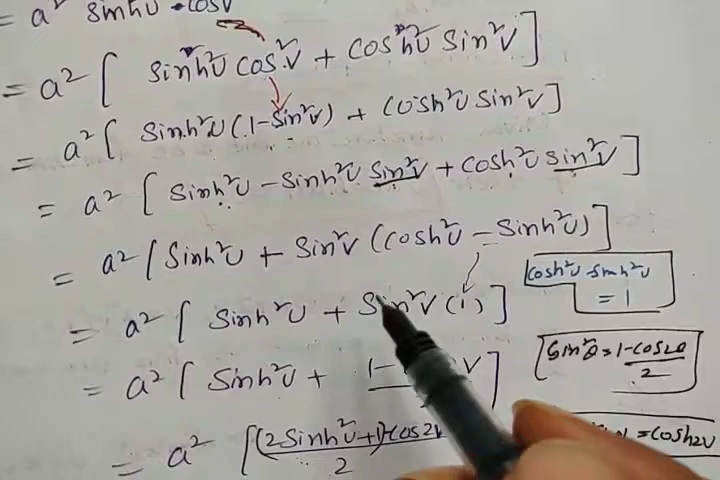 = a² sinhu · cosv
= a² [ sinh²u cos²v + cosh²u sin²v ]
= a² [ sinh²u (1-sin²v) + cosh²u sin²v ]
= a² [ sinh²u - sinh²u sin²v + cosh²u sin²v ]
= a² [ sinh²u + sin²v (cosh²u - sinh²u) ]
cosh²u - sinh²u = 1
= a² [ sinh²u + sin²v (1) ]
sin²θ = 1-cos2θ / 2
= a² [ sinh²u + 1- v ]
= cosh2u
= a² [ (2sinh²u+1)-cos2v / 2